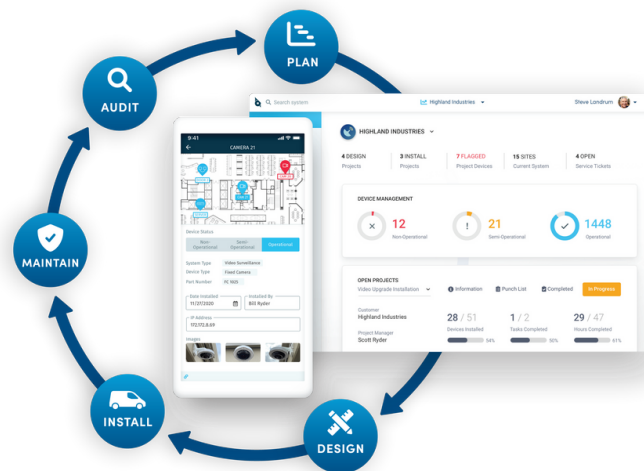 PLAN
AUDIT
MAINTAIN
INSTALL
DESIGN
Search system
Highland Industries
Steve Londrum
HIGHLAND INDUSTRIES
4 DESIGN
Projects
3 INSTALL
Projects
7 FLAGGED
Project Devices
15 SITES
Current System
4 OPEN
Service Tickets
DEVICE MANAGEMENT
12
Non-Operational
21
Semi-Operational
1448
Operational
OPEN PROJECTS
Video Upgrade Installation
Information
Punch List
Completed
In Progress
Customer
Highland Industries
Project Manager
Scott Ryder
28 / 51
Devices Installed
54%
1 / 2
Tasks Completed
50%
29 / 47
Hours Completed
61%
9:41
CAMERA 21
Device Status
Non-
Operational
Semi-
Operational
Operational
System Type
Video Surveillance
Device Type
Fixed Camera
Part Number
Date Installed
11/27/2020
Installed By
Bill Ryder
IP Address
172.172.8.69
Images